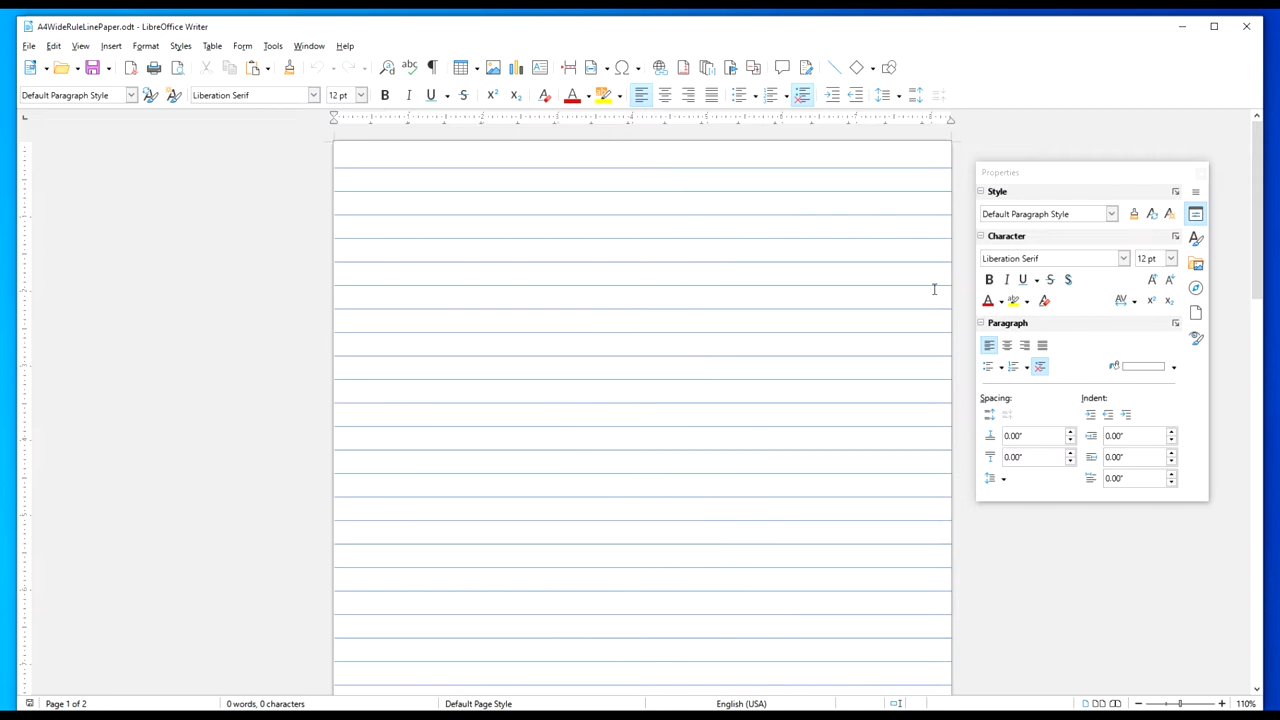 A4WideRuleLinePaper.odt - LibreOffice Writer
File Edit View Insert Format Styles Table Form Tools Window Help
Default Paragraph Style Liberation Serif 12 pt
Properties
Style
Default Paragraph Style
Character
Liberation Serif 12 pt
Paragraph
Spacing: Indent:
0.00" 0.00"
0.00" 0.00"
0.00"
Page 1 of 2 0 words, 0 characters Default Page Style English (USA) 110%